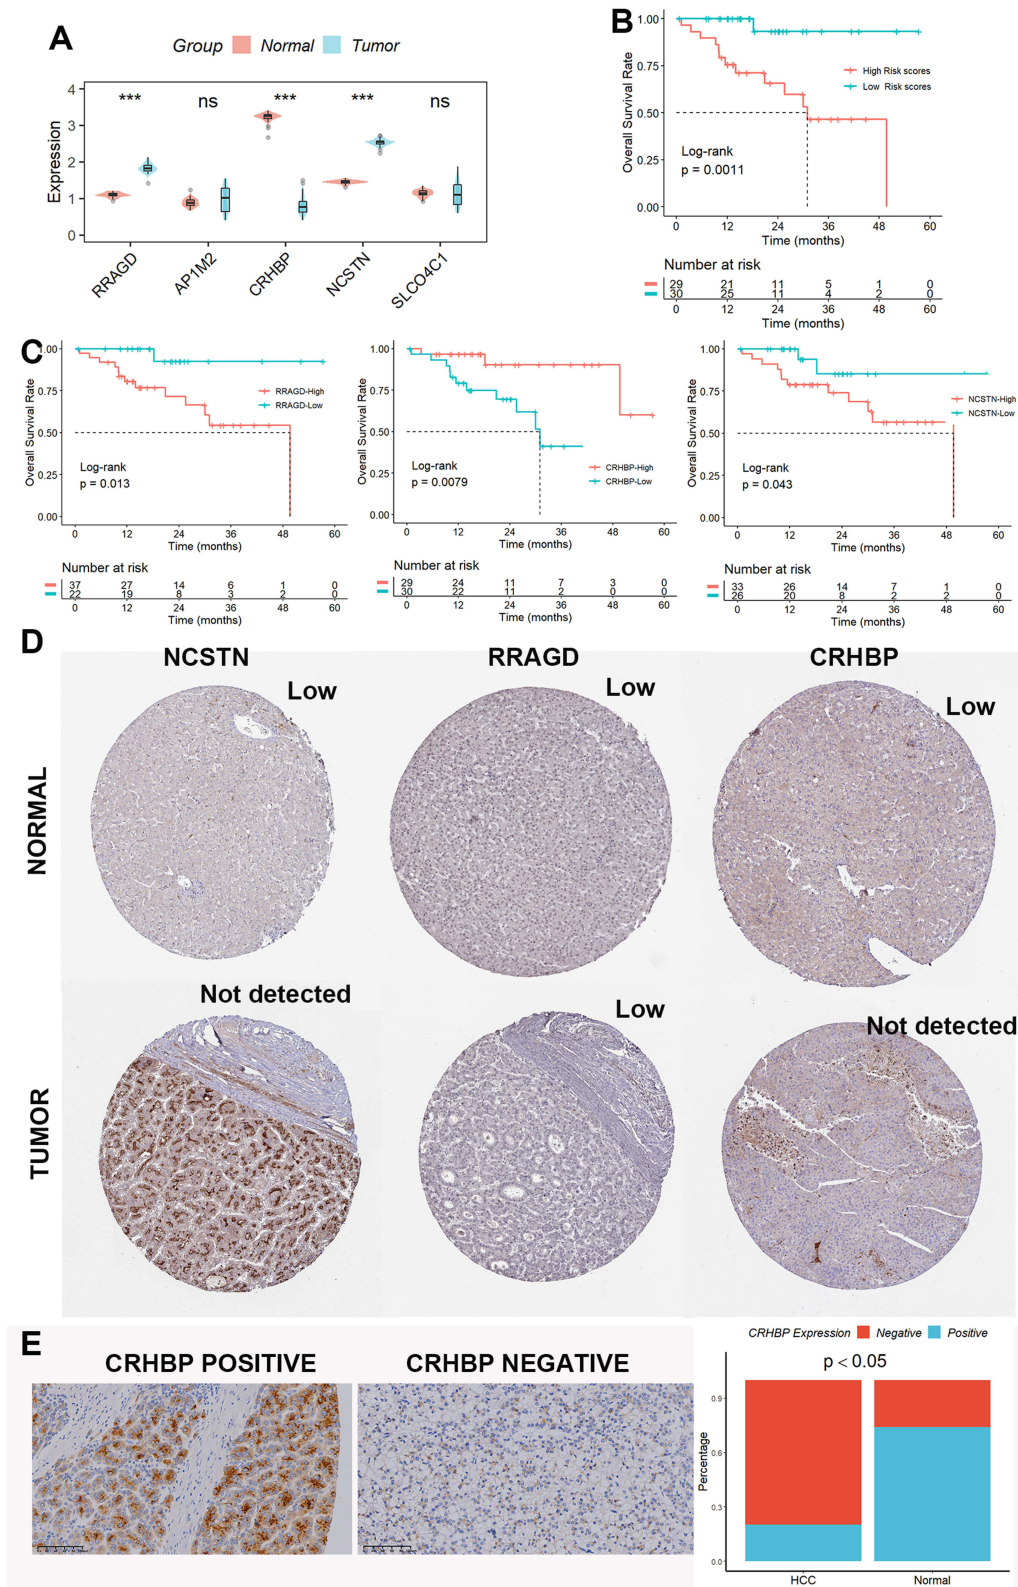 A
Group Normal Tumor
Expression
4
3
2
1
0
*** ns *** *** ns
RRAGD
AP1M2
CRHBP
NCSTN
SLCO4C1
B
Overall Survival Rate
1.00
0.75
0.50
0.25
0.00
High Risk scores
Low Risk scores
Log-rank
p = 0.0011
0 12 24 36 48 60
Time (months)
Number at risk
29 21 11 5 1 0
30 25 11 4 2 0
0 12 24 36 48 60
Time (months)
C
Overall Survival Rate
1.00
0.75
0.50
0.25
0.00
RRAGD-High
RRAGD-Low
Log-rank
p = 0.013
0 12 24 36 48 60
Time (months)
Number at risk
37 27 14 6 1 0
22 19 8 3 2 0
0 12 24 36 48 60
Time (months)
Overall Survival Rate
1.00
0.75
0.50
0.25
0.00
CRHBP-High
CRHBP-Low
Log-rank
p = 0.0079
0 12 24 36 48 60
Time (months)
Number at risk
29 24 11 7 3 0
30 22 11 2 0 0
0 12 24 36 48 60
Time (months)
Overall Survival Rate
1.00
0.75
0.50
0.25
0.00
NCSTN-High
NCSTN-Low
Log-rank
p = 0.043
0 12 24 36 48 60
Time (months)
Number at risk
33 26 14 7 1 0
26 20 8 2 2 0
0 12 24 36 48 60
Time (months)
D
NCSTN RRAGD CRHBP
NORMAL
Low
Low
Low
TUMOR
Not detected
Low
Not detected
E
CRHBP POSITIVE
CRHBP NEGATIVE
CRHBP Expression Negative Positive
p < 0.05
Percentage
0.9
0.6
0.3
0.0
HCC Normal